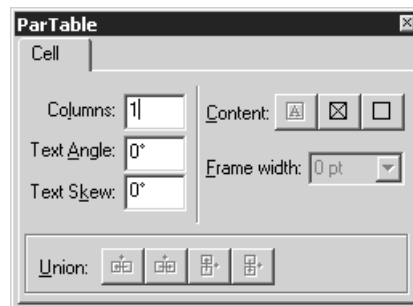 ParTable
Cell
Columns: 1
Text Angle: 0°
Text Skew: 0°
Content: A
Frame width: 0 pt
Union: